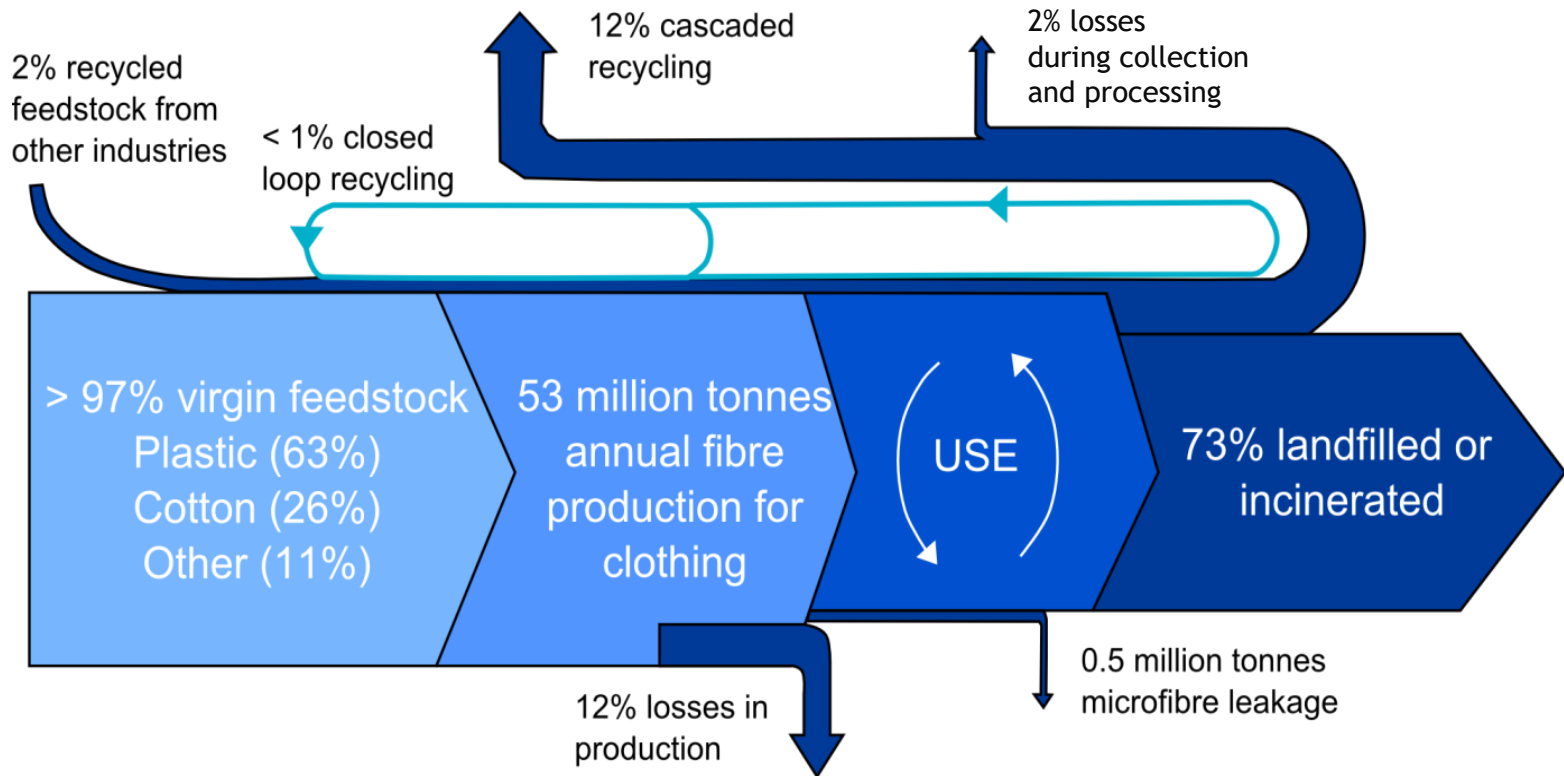 2% recycled
feedstock from
other industries
< 1% closed
loop recycling
12% cascaded
recycling
2% losses
during collection
and processing
> 97% virgin feedstock
Plastic (63%)
Cotton (26%)
Other (11%)
53 million tonnes
annual fibre
production for
clothing
USE
73% landfilled or
incinerated
12% losses in
production
0.5 million tonnes
microfibre leakage